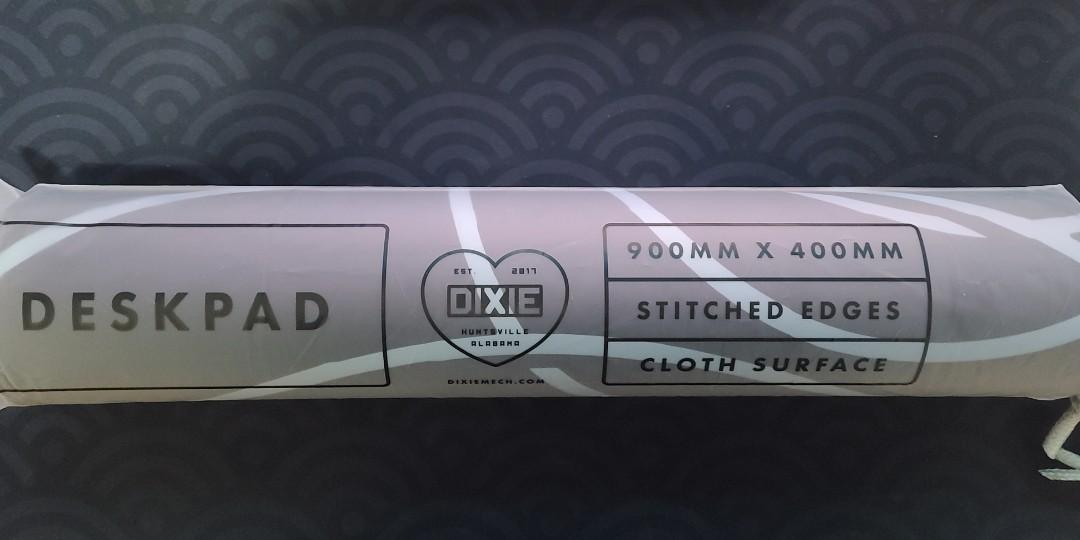 DESKPAD
EST. 2017
DIXIE
HUNTSVILLE
ALABAMA
DIXIEMECH.COM
900MM X 400MM
STITCHED EDGES
CLOTH SURFACE